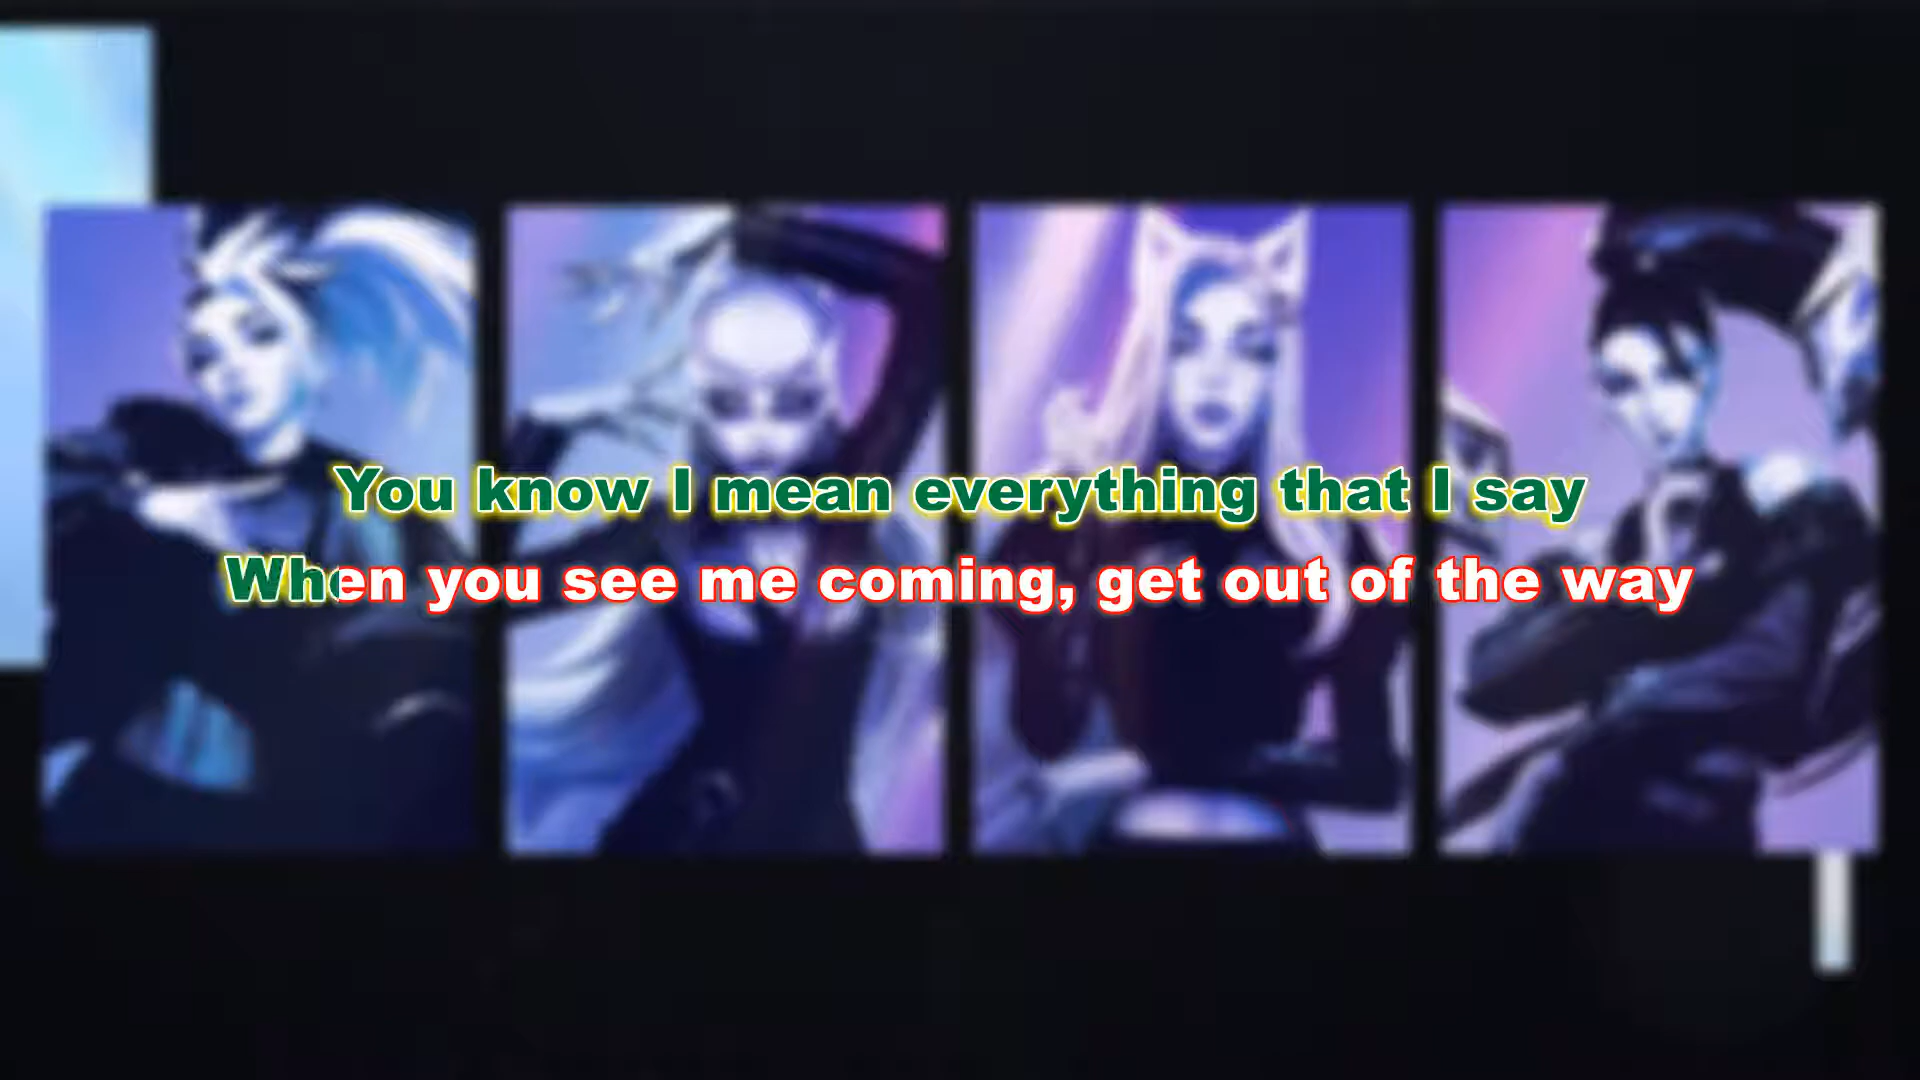 You know I mean everything that I say
When you see me coming, get out of the way